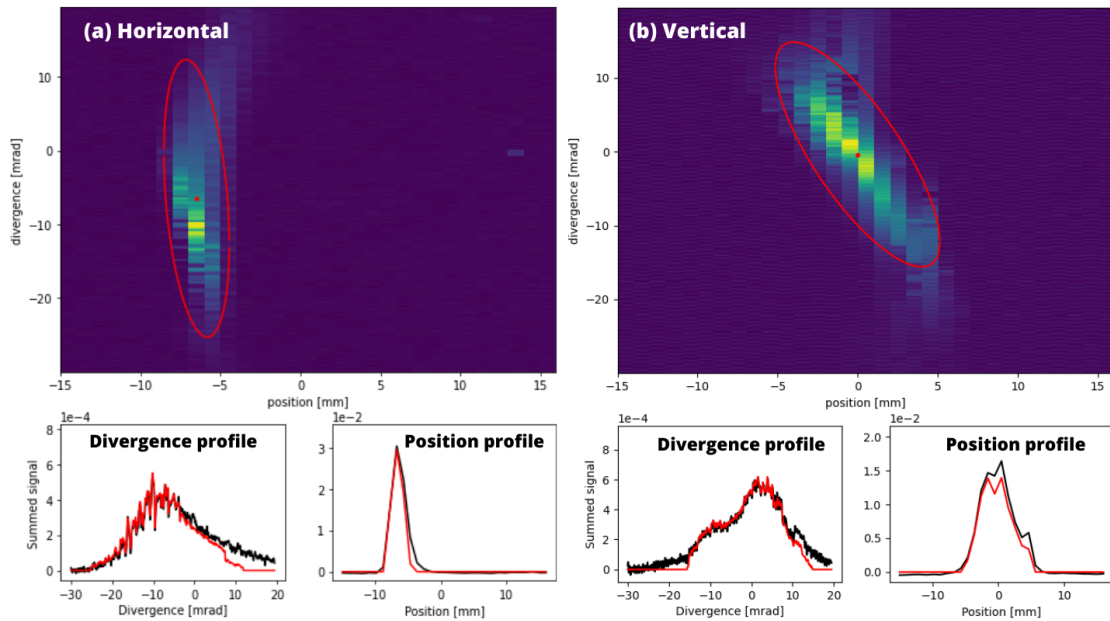 (a) Horizontal
10
0
−10
−20
divergence [mrad]
−15
−10
−5
0
5
10
15
position [mm]
(b) Vertical
10
0
−10
−20
divergence [mrad]
−15
−10
−5
0
5
10
15
position [mm]
1e−4
Divergence profile
8
6
4
2
0
Summed signal
−30
−20
−10
0
10
20
Divergence [mrad]
1e−2
Position profile
3
2
1
0
−10
0
10
Position [mm]
1e−4
Divergence profile
8
6
4
2
0
Summed signal
−30
−20
−10
0
10
20
Divergence [mrad]
1e−2
Position profile
2.0
1.5
1.0
0.5
0.0
−10
0
10
Position [mm]